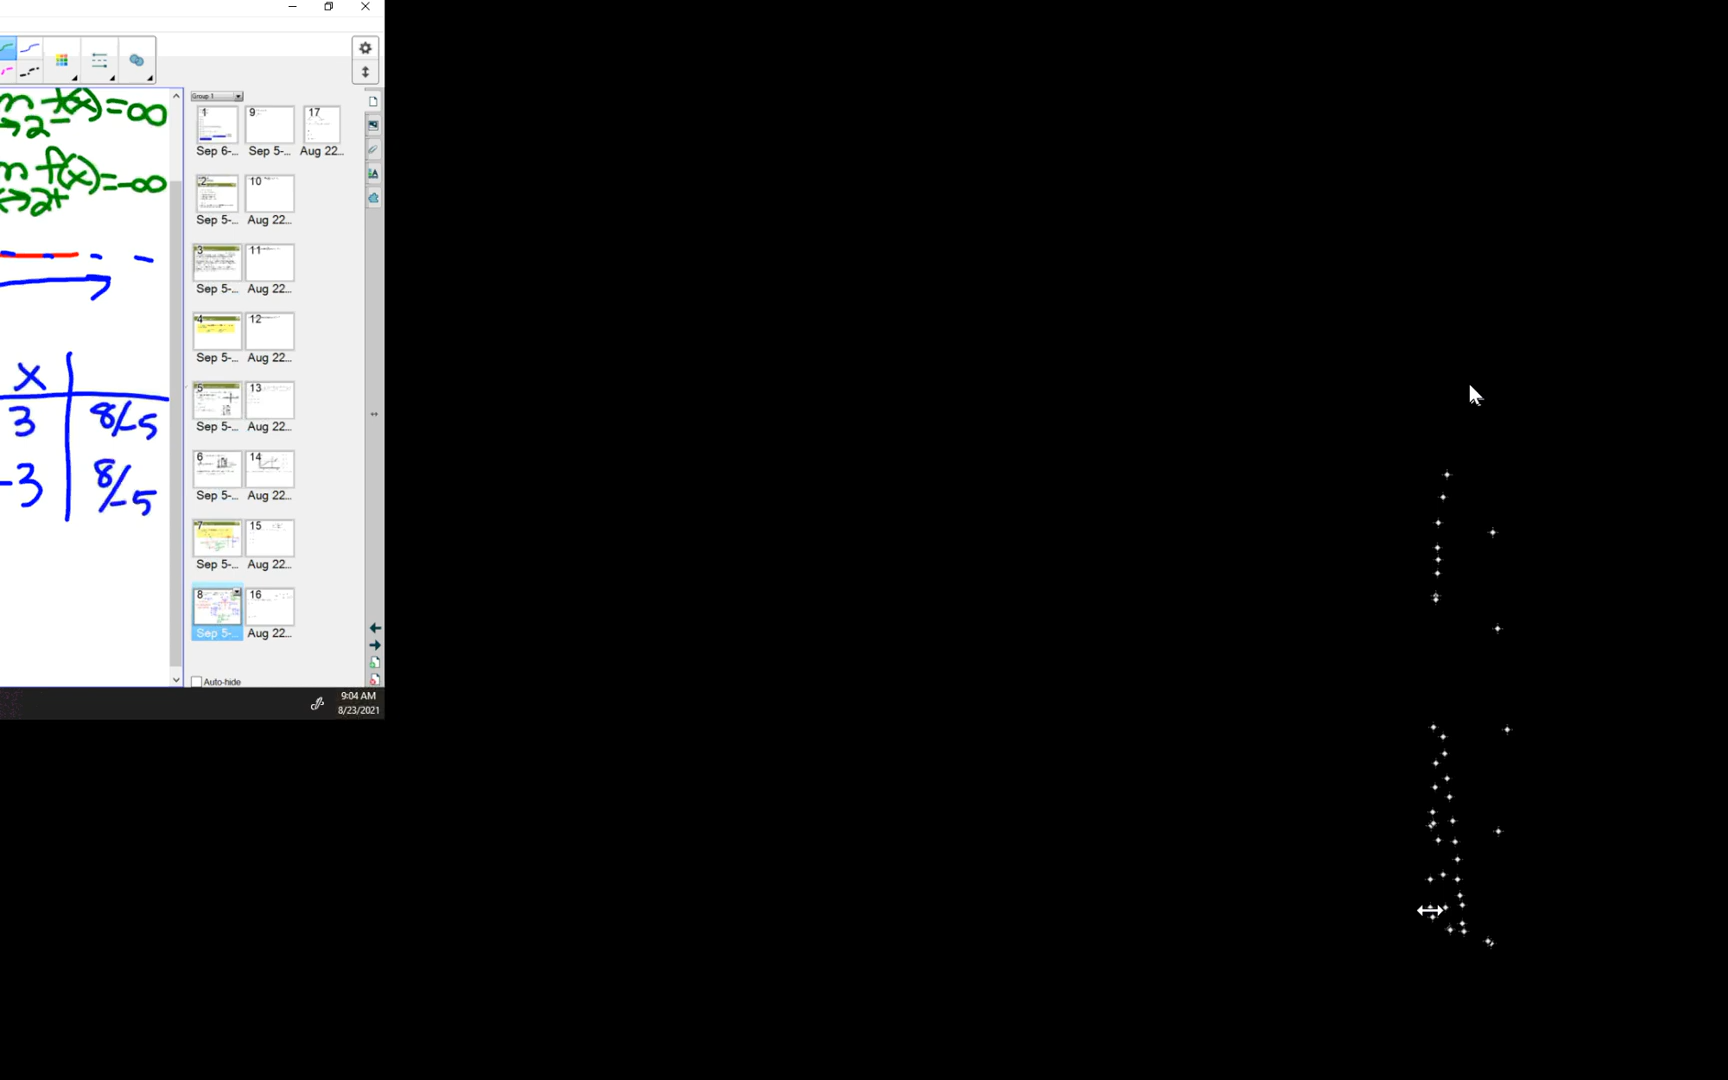 m f(x)=∞
→2−
m f(x)=-∞
x→2+
x
3 8/-5
-3 8/-5
Group 1
1 9 17
Sep 6-... Sep 5-... Aug 22...
2 10
Sep 5-... Aug 22...
3 11
Sep 5-... Aug 22...
4 12
Sep 5-... Aug 22...
5 13
Sep 5-... Aug 22...
6 14
Sep 5-... Aug 22...
7 15
Sep 5-... Aug 22...
8 16
Sep 5-... Aug 22...
Auto-hide
9:04 AM
8/23/2021